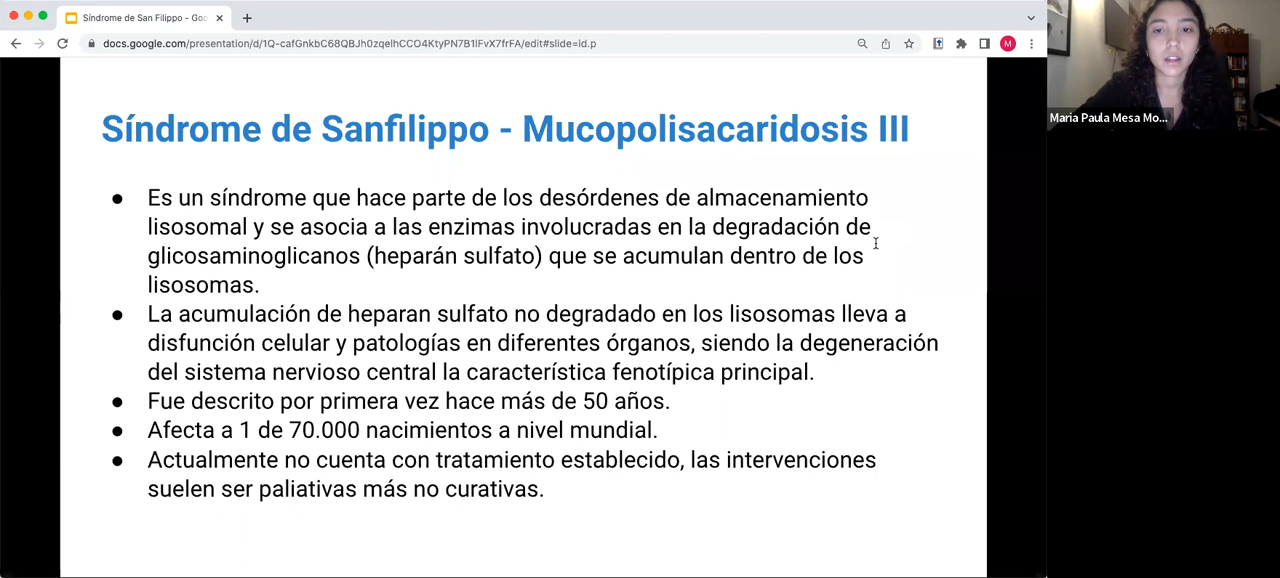 Síndrome de San Filippo - Goo
docs.google.com/presentation/d/1Q-cafGnkbC68QBJh0zqelhCCO4KtyPN7B1lFvX7frFA/edit#slide=id.p
M
Maria Paula Mesa Mo...
Síndrome de Sanfilippo - Mucopolisacaridosis III
● Es un síndrome que hace parte de los desórdenes de almacenamiento
lisosomal y se asocia a las enzimas involucradas en la degradación de
glicosaminoglicanos (heparán sulfato) que se acumulan dentro de los
lisosomas.
● La acumulación de heparan sulfato no degradado en los lisosomas lleva a
disfunción celular y patologías en diferentes órganos, siendo la degeneración
del sistema nervioso central la característica fenotípica principal.
● Fue descrito por primera vez hace más de 50 años.
● Afecta a 1 de 70.000 nacimientos a nivel mundial.
● Actualmente no cuenta con tratamiento establecido, las intervenciones
suelen ser paliativas más no curativas.